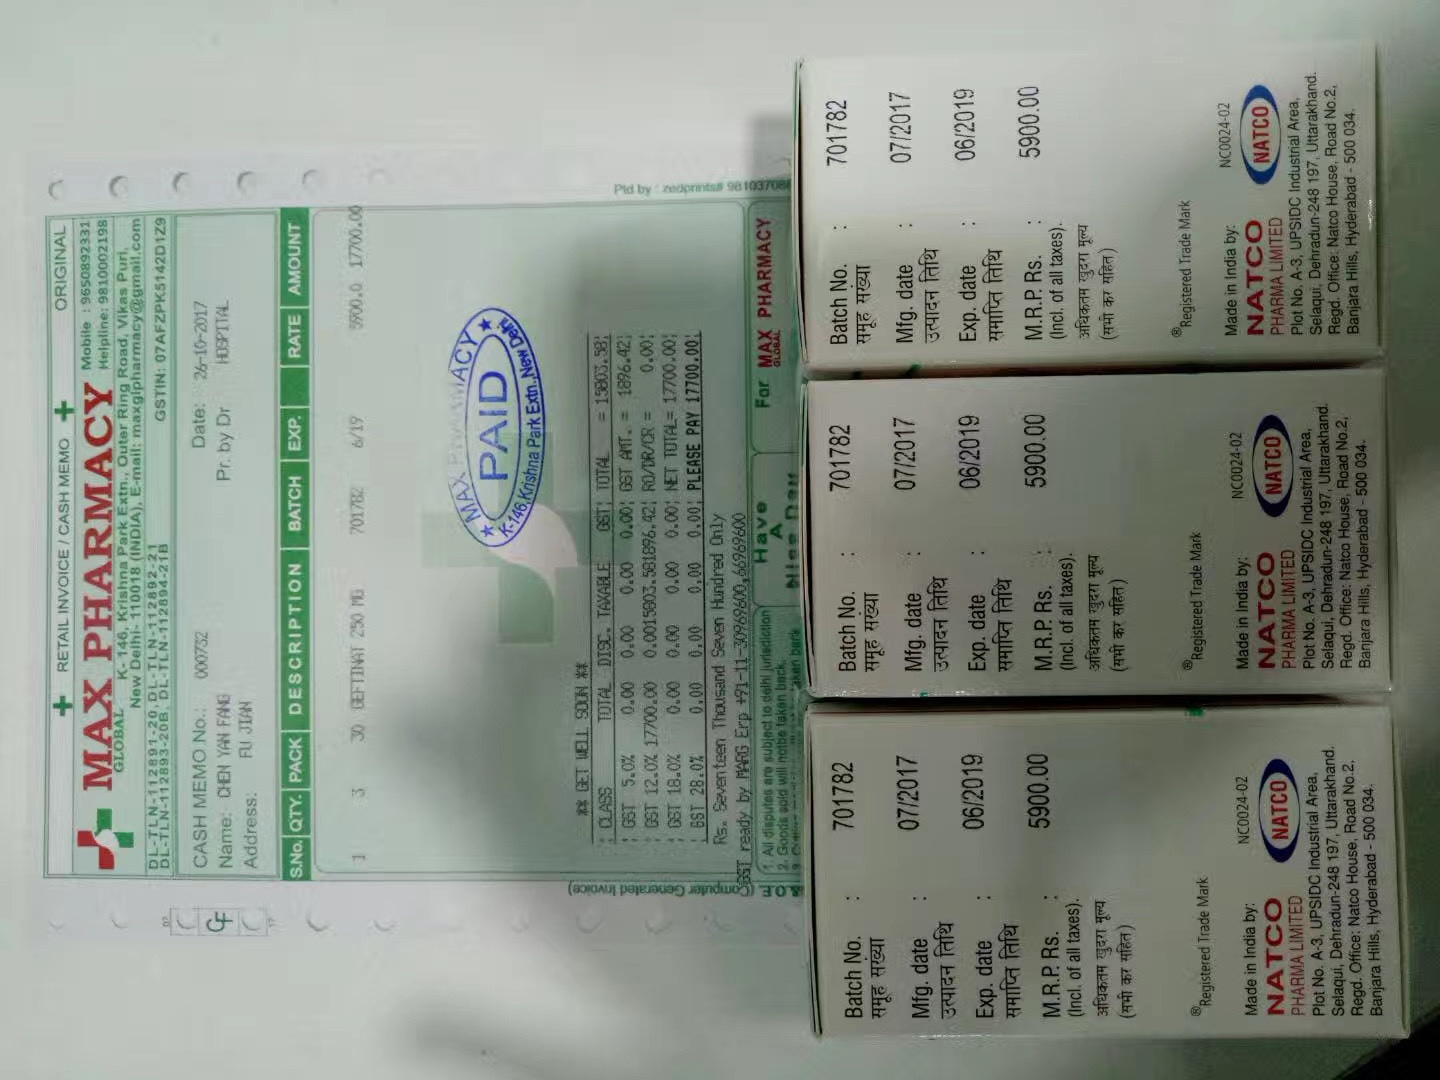 RETAIL INVOICE / CASH MEMO
ORIGINAL
MAX PHARMACY
GLOBAL
Mobile : 9650892331
Helpline: 9810002198
K- 146, Krishna Park Extn., Outer Ring Road, Vikas Puri,
New Delhi- 110018 (INDIA), E-mail: maxglpharmacy@gmail.com
DL-TLN-112891-20, DL-TLN-112892-21
DL-TLN-112893-20B, DL-TLN-112894-21B
GSTIN: 07AFZPK5142D1Z9
CASH MEMO No.: 000732
Date: 26-10-2017
Name: CHEN YAN FANG
Pr. by Dr HOSPITAL
Address: FU JIAN
S.No. QTY. PACK DESCRIPTION BATCH EXP. RATE AMOUNT
1 3 30 GEFTINAT 250 MG 701782 6/19 5900.0 17700.00
MAX PHARMACY
PAID
K-146, Krishna Park Extn., New Delhi
** GET WELL SOON **
CLASS TOTAL DISC. TAXABLE GST TOTAL = 15803.58
GST 5.0% 0.00 0.00 0.00 0.00 GST AMT. = 1896.42
GST 12.0% 17700.00 0.00 15803.58 1896.42 RO/DR/CR = 0.00
GST 18.0% 0.00 0.00 0.00 0.00 NET TOTAL= 17700.00
GST 28.0% 0.00 0.00 0.00 0.00 PLEASE PAY 17700.00
Rs. Seventeen Thousand Seven Hundred Only
GST ready by MARG Erp +91-11-30969600,66969600
1. All disputes are subject to delhi jurisdiction
2. Goods sold will notbe taken back.
Have
A
Nice Day
For MAX PHARMACY
GLOBAL
(Computer Generated Invoice)
Ptd by : zedprints#
CF
Batch No. : 701782
समूह संख्या
Mfg. date : 07/2017
उत्पादन तिथि
Exp. date : 06/2019
समाप्ति तिथि
M.R.P. Rs. : 5900.00
(Incl. of all taxes).
अधिकतम खुदरा मूल्य
(सभी कर सहित)
®Registered Trade Mark
NC0024-02
Made in India by:
NATCO
NATCO
PHARMA LIMITED
Plot No. A-3, UPSIDC Industrial Area,
Selaqui, Dehradun-248 197, Uttarakhand.
Regd. Office: Natco House, Road No.2,
Banjara Hills, Hyderabad - 500 034.
Batch No. : 701782
समूह संख्या
Mfg. date : 07/2017
उत्पादन तिथि
Exp. date : 06/2019
समाप्ति तिथि
M.R.P. Rs. : 5900.00
(Incl. of all taxes).
अधिकतम खुदरा मूल्य
(सभी कर सहित)
®Registered Trade Mark
NC0024-02
Made in India by:
NATCO
NATCO
PHARMA LIMITED
Plot No. A-3, UPSIDC Industrial Area,
Selaqui, Dehradun-248 197, Uttarakhand.
Regd. Office: Natco House, Road No.2,
Banjara Hills, Hyderabad - 500 034.
Batch No. : 701782
समूह संख्या
Mfg. date : 07/2017
उत्पादन तिथि
Exp. date : 06/2019
समाप्ति तिथि
M.R.P. Rs. : 5900.00
(Incl. of all taxes).
अधिकतम खुदरा मूल्य
(सभी कर सहित)
®Registered Trade Mark
NC0024-02
Made in India by:
NATCO
NATCO
PHARMA LIMITED
Plot No. A-3, UPSIDC Industrial Area,
Selaqui, Dehradun-248 197, Uttarakhand.
Regd. Office: Natco House, Road No.2,
Banjara Hills, Hyderabad - 500 034.